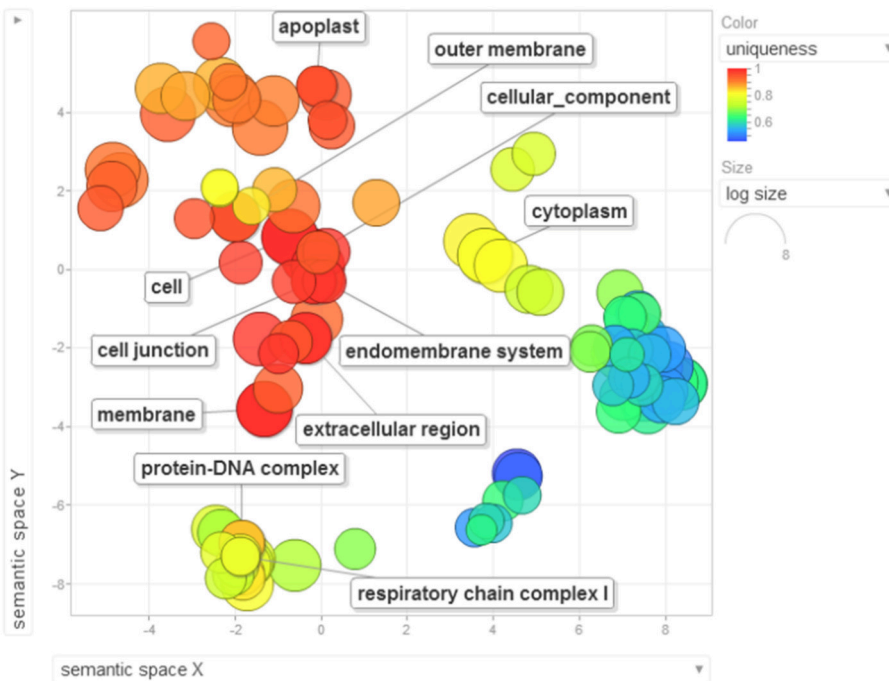 apoplast
outer membrane
cellular_component
cytoplasm
cell
cell junction
endomembrane system
membrane
extracellular region
protein-DNA complex
respiratory chain complex I
4
2
0
-2
-4
-6
-8
-4
-2
0
2
4
6
8
semantic space Y
semantic space X
Color
uniqueness
1
0.8
0.6
Size
log size
8